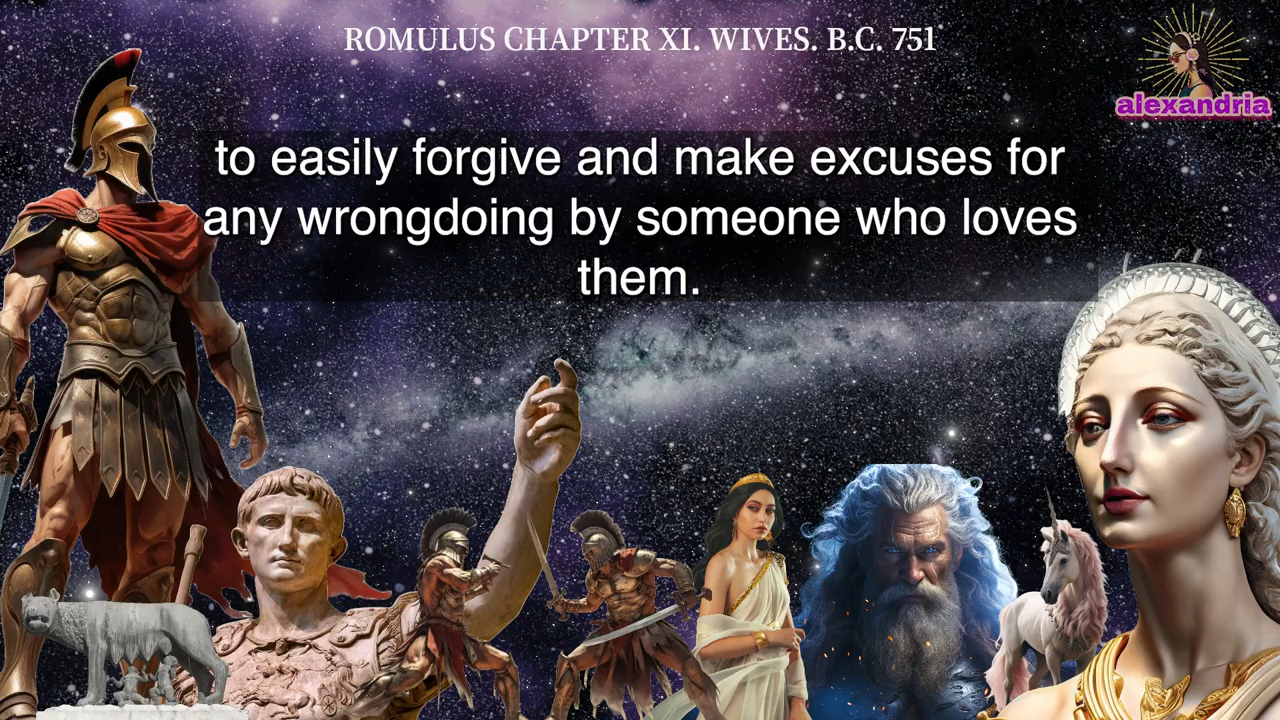 ROMULUS CHAPTER XI. WIVES. B.C. 751
alexandria
to easily forgive and make excuses for
any wrongdoing by someone who loves
them.